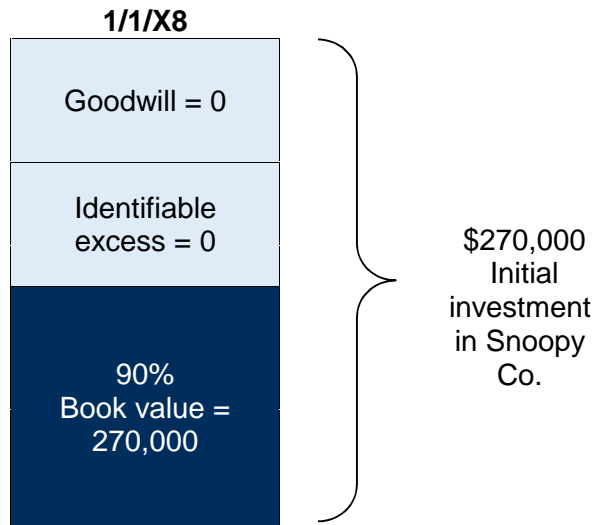 1/1/X8
Goodwill = 0
Identifiable
excess = 0
90%
Book value =
270,000
$270,000
Initial
investment
in Snoopy
Co.